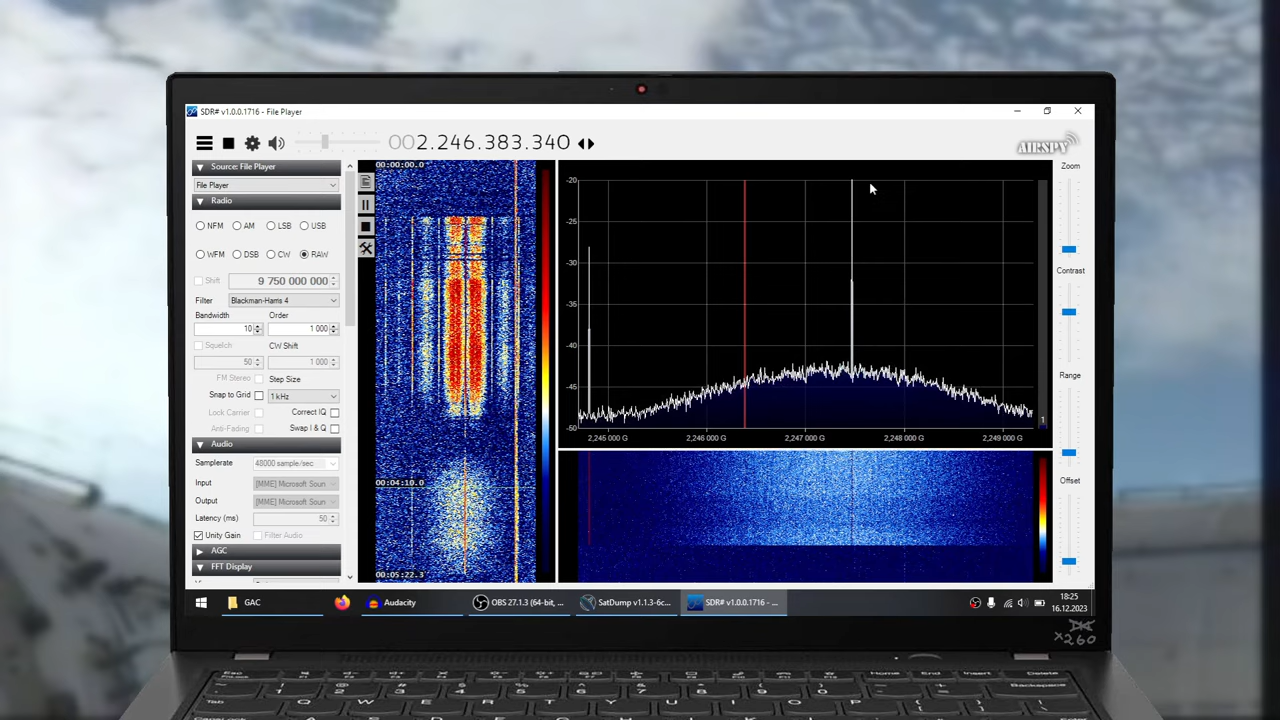 SDR# v1.0.0.1716 - File Player
002.246.383.340
AIRSPY
Source: File Player
File Player
Radio
NFM AM LSB USB
WFM DSB CW RAW
Shift 9 750 000 000
Filter Blackman-Harris 4
Bandwidth Order
10 1 000
Squelch CW Shift
50 1 000
FM Stereo Step Size
Snap to Grid 1 kHz
Lock Carrier Correct IQ
Anti-Fading Swap I & Q
Audio
Samplerate 48000 sample/sec
Input [MME] Microsoft Soun
Output [MME] Microsoft Soun
Latency (ms) 50
Unity Gain Filter Audio
AGC
FFT Display
00:00:00.0
00:04:10.0
00:05:22.3
-20
-25
-30
-35
-40
-45
-50
2,245 000 G 2,246 000 G 2,247 000 G 2,248 000 G 2,249 000 G
1
Zoom
Contrast
Range
Offset
GAC
Audacity
OBS 27.1.3 (64-bit, ...
SatDump v1.1.3-6c...
SDR# v1.0.0.1716 - ...
18:25
16.12.2023
x260